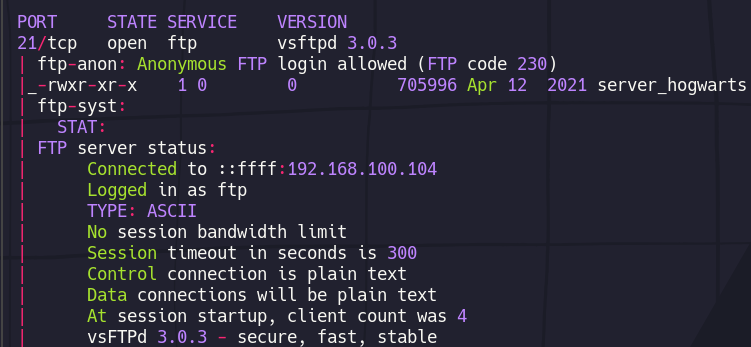 PORT     STATE SERVICE    VERSION
21/tcp   open  ftp        vsftpd 3.0.3
| ftp-anon: Anonymous FTP login allowed (FTP code 230)
|_-rwxr-xr-x    1 0        0          705996 Apr 12  2021 server_hogwarts
| ftp-syst:
|   STAT:
| FTP server status:
|      Connected to ::ffff:192.168.100.104
|      Logged in as ftp
|      TYPE: ASCII
|      No session bandwidth limit
|      Session timeout in seconds is 300
|      Control connection is plain text
|      Data connections will be plain text
|      At session startup, client count was 4
|      vsFTPd 3.0.3 - secure, fast, stable